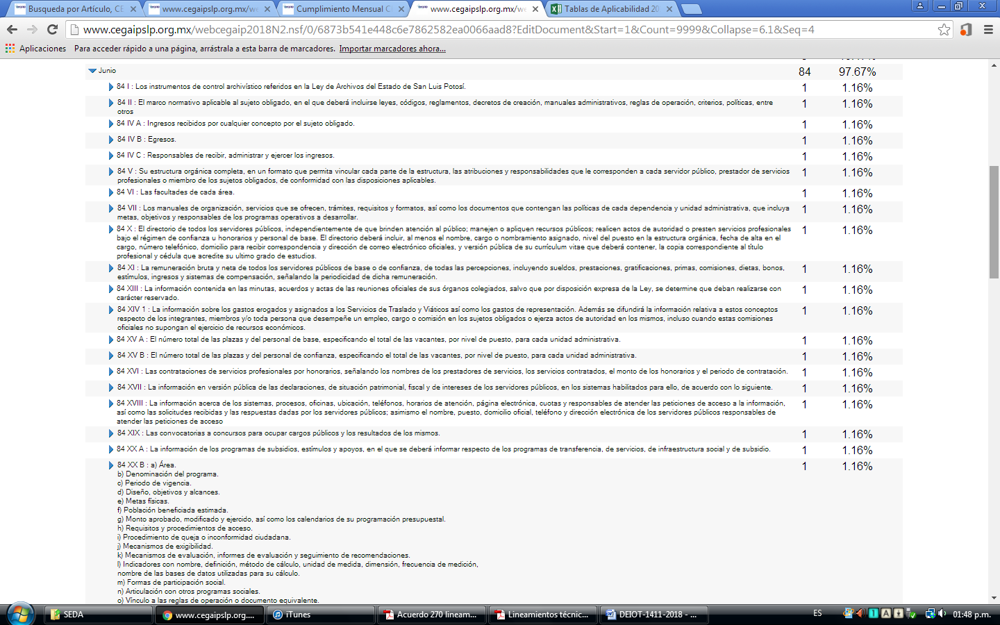 Busqueda por Artículo, CE
www.cegaipslp.org.mx/we
Cumplimiento Mensual C
www.cegaipslp.org.mx/we
Tablas de Aplicabilidad 20
www.cegaipslp.org.mx/webcegaip2018N2.nsf/0/6873b541e448c6e7862582ea0066aad8?EditDocument&Start=1&Count=9999&Collapse=6.1&Seq=4
Aplicaciones Para acceder rápido a una página, arrástrala a esta barra de marcadores. Importar marcadores ahora...
Junio 84 97.67%
84 I : Los instrumentos de control archivístico referidos en la Ley de Archivos del Estado de San Luis Potosí. 1 1.16%
84 II : El marco normativo aplicable al sujeto obligado, en el que deberá incluirse leyes, códigos, reglamentos, decretos de creación, manuales administrativos, reglas de operación, criterios, políticas, entre 1 1.16%
otros
84 IV A : Ingresos recibidos por cualquier concepto por el sujeto obligado. 1 1.16%
84 IV B : Egresos. 1 1.16%
84 IV C : Responsables de recibir, administrar y ejercer los ingresos. 1 1.16%
84 V : Su estructura orgánica completa, en un formato que permita vincular cada parte de la estructura, las atribuciones y responsabilidades que le corresponden a cada servidor público, prestador de servicios 1 1.16%
profesionales o miembro de los sujetos obligados, de conformidad con las disposiciones aplicables.
84 VI : Las facultades de cada área. 1 1.16%
84 VII : Los manuales de organización, servicios que se ofrecen, trámites, requisitos y formatos, así como los documentos que contengan las políticas de cada dependencia y unidad administrativa, que incluya 1 1.16%
metas, objetivos y responsables de los programas operativos a desarrollar.
84 X : El directorio de todos los servidores públicos, independientemente de que brinden atención al público; manejen o apliquen recursos públicos; realicen actos de autoridad o presten servicios profesionales 1 1.16%
bajo el régimen de confianza u honorarios y personal de base. El directorio deberá incluir, al menos el nombre, cargo o nombramiento asignado, nivel del puesto en la estructura orgánica, fecha de alta en el
cargo, número telefónico, domicilio para recibir correspondencia y dirección de correo electrónico oficiales, y versión pública de su currículum vitae que deberá contener, la copia correspondiente al título
profesional y cédula que acredite su ultimo grado de estudios.
84 XI : La remuneración bruta y neta de todos los servidores públicos de base o de confianza, de todas las percepciones, incluyendo sueldos, prestaciones, gratificaciones, primas, comisiones, dietas, bonos, 1 1.16%
estímulos, ingresos y sistemas de compensación, señalando la periodicidad de dicha remuneración.
84 XIII : La información contenida en las minutas, acuerdos y actas de las reuniones oficiales de sus órganos colegiados, salvo que por disposición expresa de la Ley, se determine que deban realizarse con 1 1.16%
carácter reservado.
84 XIV 1 : La información sobre los gastos erogados y asignados a los Servicios de Traslado y Viáticos así como los gastos de representación. Además se difundirá la información relativa a estos conceptos 1 1.16%
respecto de los integrantes, miembros y/o toda persona que desempeñe un empleo, cargo o comisión en los sujetos obligados o ejerza actos de autoridad en los mismos, incluso cuando estas comisiones
oficiales no supongan el ejercicio de recursos económicos.
84 XV A : El número total de las plazas y del personal de base, especificando el total de las vacantes, por nivel de puesto, para cada unidad administrativa. 1 1.16%
84 XV B : El número total de las plazas y del personal de confianza, especificando el total de las vacantes, por nivel de puesto, para cada unidad administrativa. 1 1.16%
84 XVI : Las contrataciones de servicios profesionales por honorarios, señalando los nombres de los prestadores de servicios, los servicios contratados, el monto de los honorarios y el periodo de contratación. 1 1.16%
84 XVII : La información en versión pública de las declaraciones, de situación patrimonial, fiscal y de intereses de los servidores públicos, en los sistemas habilitados para ello, de acuerdo con lo siguiente. 1 1.16%
84 XVIII : La información acerca de los sistemas, procesos, oficinas, ubicación, teléfonos, horarios de atención, página electrónica, cuotas y responsables de atender las peticiones de acceso a la información, 1 1.16%
así como las solicitudes recibidas y las respuestas dadas por los servidores públicos; asimismo el nombre, puesto, domicilio oficial, teléfono y dirección electrónica de los servidores públicos responsables de
atender las peticiones de acceso
84 XIX : Las convocatorias a concursos para ocupar cargos públicos y los resultados de los mismos. 1 1.16%
84 XX A : La información de los programas de subsidios, estímulos y apoyos, en el que se deberá informar respecto de los programas de transferencia, de servicios, de infraestructura social y de subsidio. 1 1.16%
84 XX B : a) Área. 1 1.16%
b) Denominación del programa.
c) Periodo de vigencia.
d) Diseño, objetivos y alcances.
e) Metas físicas.
f) Población beneficiada estimada.
g) Monto aprobado, modificado y ejercido, así como los calendarios de su programación presupuestal.
h) Requisitos y procedimientos de acceso.
i) Procedimiento de queja o inconformidad ciudadana.
j) Mecanismos de exigibilidad.
k) Mecanismos de evaluación, informes de evaluación y seguimiento de recomendaciones.
l) Indicadores con nombre, definición, método de cálculo, unidad de medida, dimensión, frecuencia de medición,
nombre de las bases de datos utilizadas para su cálculo.
m) Formas de participación social.
n) Articulación con otros programas sociales.
o) Vínculo a las reglas de operación o documento equivalente.
SEDA
www.cegaipslp.org....
iTunes
Acuerdo 270 lineam...
Lineamientos técnic...
DEIOT-1411-2018 - ...
ES
01:48 p.m.